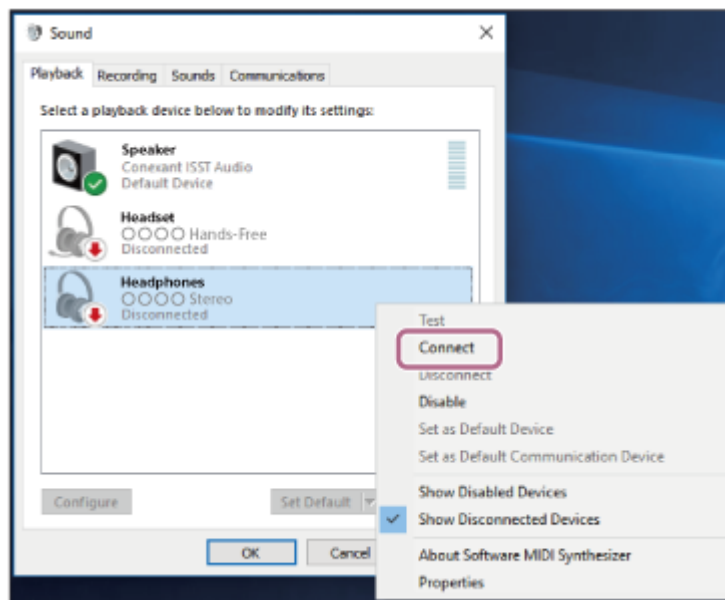 Sound
Playback Recording Sounds Communications
Select a playback device below to modify its settings:
Speaker
Conexant ISST Audio
Default Device
Headset
○○○○ Hands-Free
Disconnected
Headphones
○○○○ Stereo
Disconnected
Test
Connect
Disconnect
Disable
Set as Default Device
Set as Default Communication Device
Show Disabled Devices
Show Disconnected Devices
About Software MIDI Synthesizer
Properties
Configure Set Default
OK Cancel